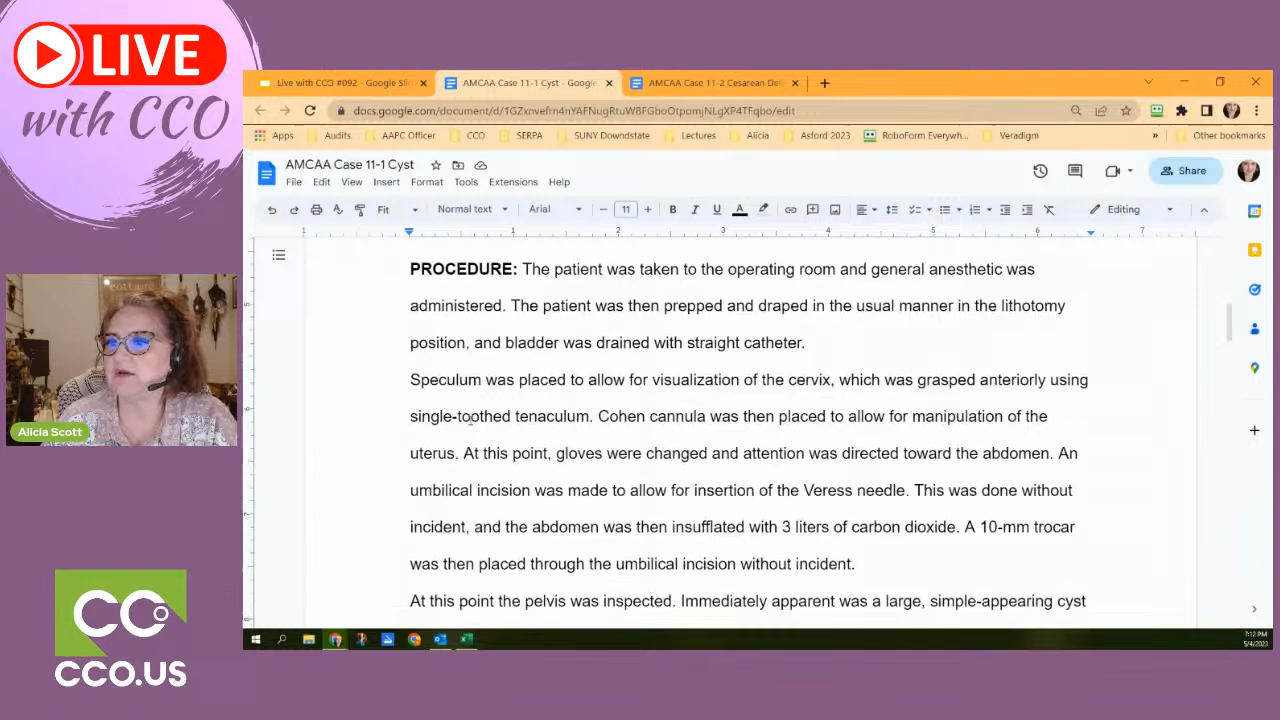 LIVE
with CCO
Live with CCO #092 - Google Sli
AMCAA Case 11-1 Cyst - Google
AMCAA Case 11-2 Cesarean Del
docs.google.com/document/d/1GZxnvefrn4nYAFNugRtuWBFGboOtpomjNLgXP4TFqbo/edit
Apps Audits AAPC Officer CCO SERPA SUNY Downstate Lectures Alicia Asford 2023 RoboForm Everywh... Veradigm » Other bookmarks
AMCAA Case 11-1 Cyst
File Edit View Insert Format Tools Extensions Help
Share
Fit Normal text Arial 11 B I U A Editing
1 1 2 3 4 5 6 7
PROCEDURE: The patient was taken to the operating room and general anesthetic was
administered. The patient was then prepped and draped in the usual manner in the lithotomy
position, and bladder was drained with straight catheter.
Speculum was placed to allow for visualization of the cervix, which was grasped anteriorly using
single-toothed tenaculum. Cohen cannula was then placed to allow for manipulation of the
uterus. At this point, gloves were changed and attention was directed toward the abdomen. An
umbilical incision was made to allow for insertion of the Veress needle. This was done without
incident, and the abdomen was then insufflated with 3 liters of carbon dioxide. A 10-mm trocar
was then placed through the umbilical incision without incident.
At this point the pelvis was inspected. Immediately apparent was a large, simple-appearing cyst
Alicia Scott
CCO
CCO.US
7:12 PM
5/4/2023